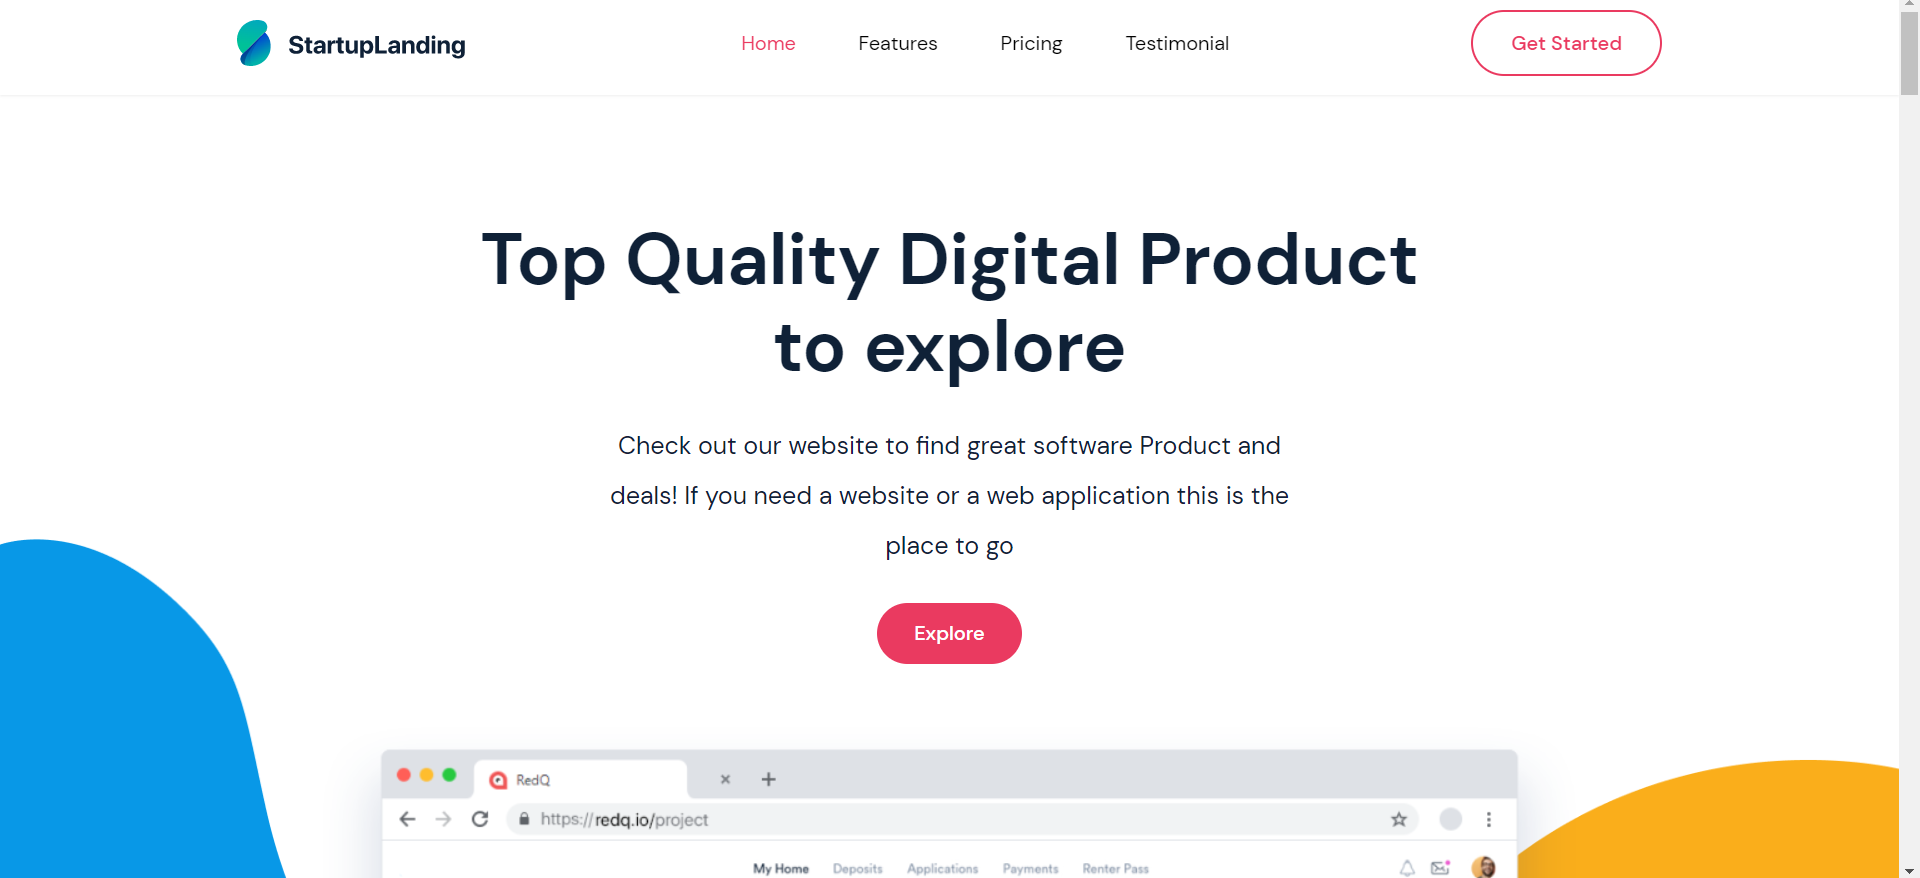 StartupLanding
Home Features Pricing Testimonial
Get Started
Top Quality Digital Product
to explore
Check out our website to find great software Product and
deals! If you need a website or a web application this is the
place to go
Explore
RedQ
https://redq.io/project
My Home Deposits Applications Payments Renter Pass